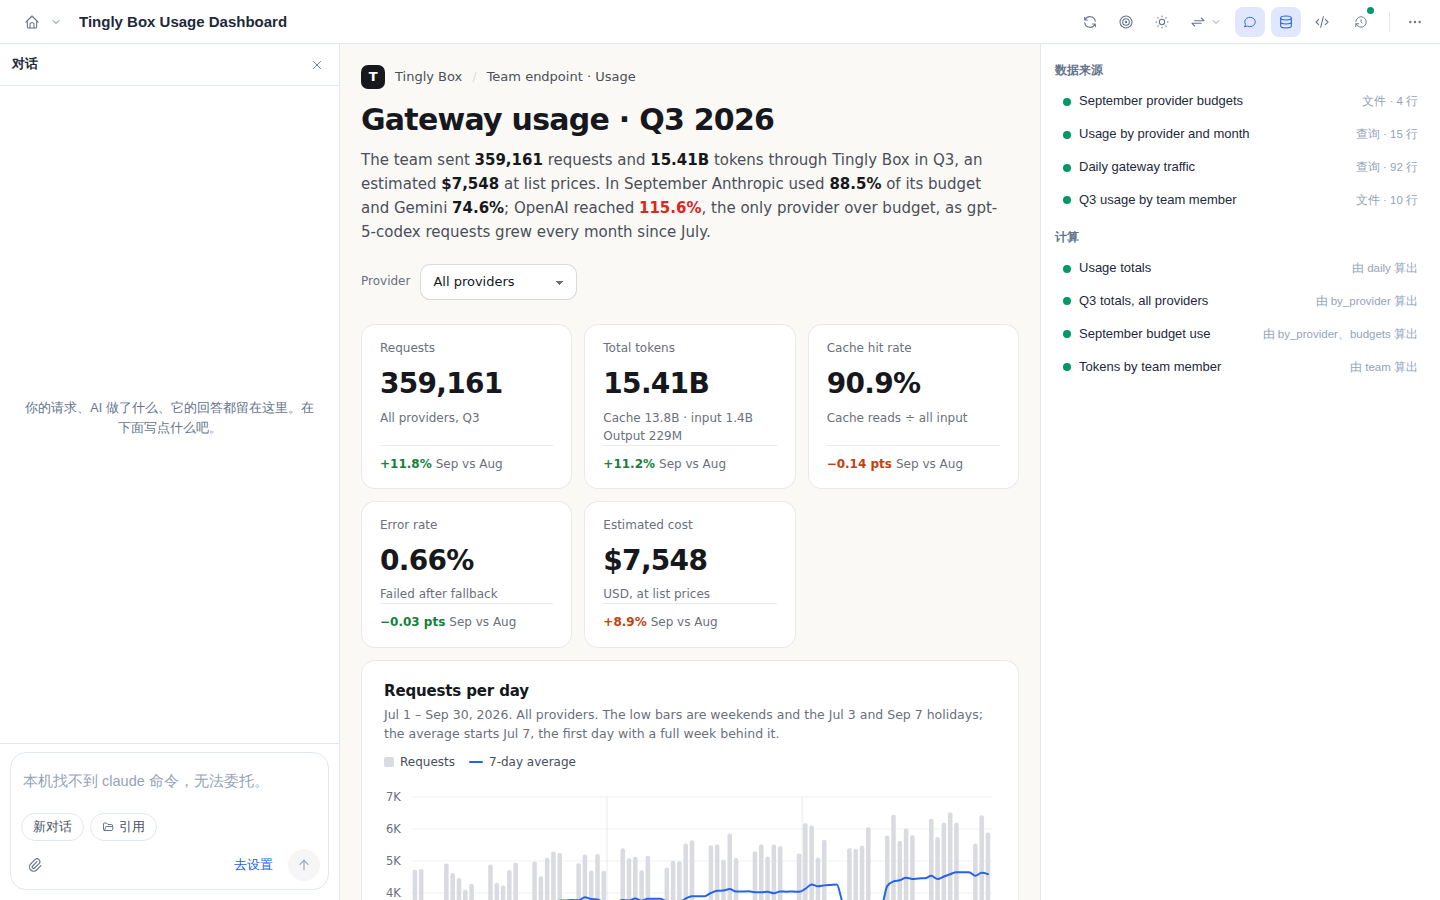 Tingly Box Usage Dashboard
对话
你的请求、AI 做了什么、它的回答都留在这里。在
下面写点什么吧。
本机找不到 claude 命令，无法委托。
新对话
引用
去设置
T
Tingly Box / Team endpoint · Usage
Gateway usage · Q3 2026
The team sent 359,161 requests and 15.41B tokens through Tingly Box in Q3, an
estimated $7,548 at list prices. In September Anthropic used 88.5% of its budget
and Gemini 74.6%; OpenAI reached 115.6%, the only provider over budget, as gpt-
5-codex requests grew every month since July.
Provider
All providers
Requests
359,161
All providers, Q3
+11.8% Sep vs Aug
Total tokens
15.41B
Cache 13.8B · input 1.4B
Output 229M
+11.2% Sep vs Aug
Cache hit rate
90.9%
Cache reads ÷ all input
−0.14 pts Sep vs Aug
Error rate
0.66%
Failed after fallback
−0.03 pts Sep vs Aug
Estimated cost
$7,548
USD, at list prices
+8.9% Sep vs Aug
Requests per day
Jul 1 – Sep 30, 2026. All providers. The low bars are weekends and the Jul 3 and Sep 7 holidays;
the average starts Jul 7, the first day with a full week behind it.
Requests
7-day average
7K
6K
5K
4K
数据来源
September provider budgets 文件 · 4 行
Usage by provider and month 查询 · 15 行
Daily gateway traffic 查询 · 92 行
Q3 usage by team member 文件 · 10 行
计算
Usage totals 由 daily 算出
Q3 totals, all providers 由 by_provider 算出
September budget use 由 by_provider、budgets 算出
Tokens by team member 由 team 算出